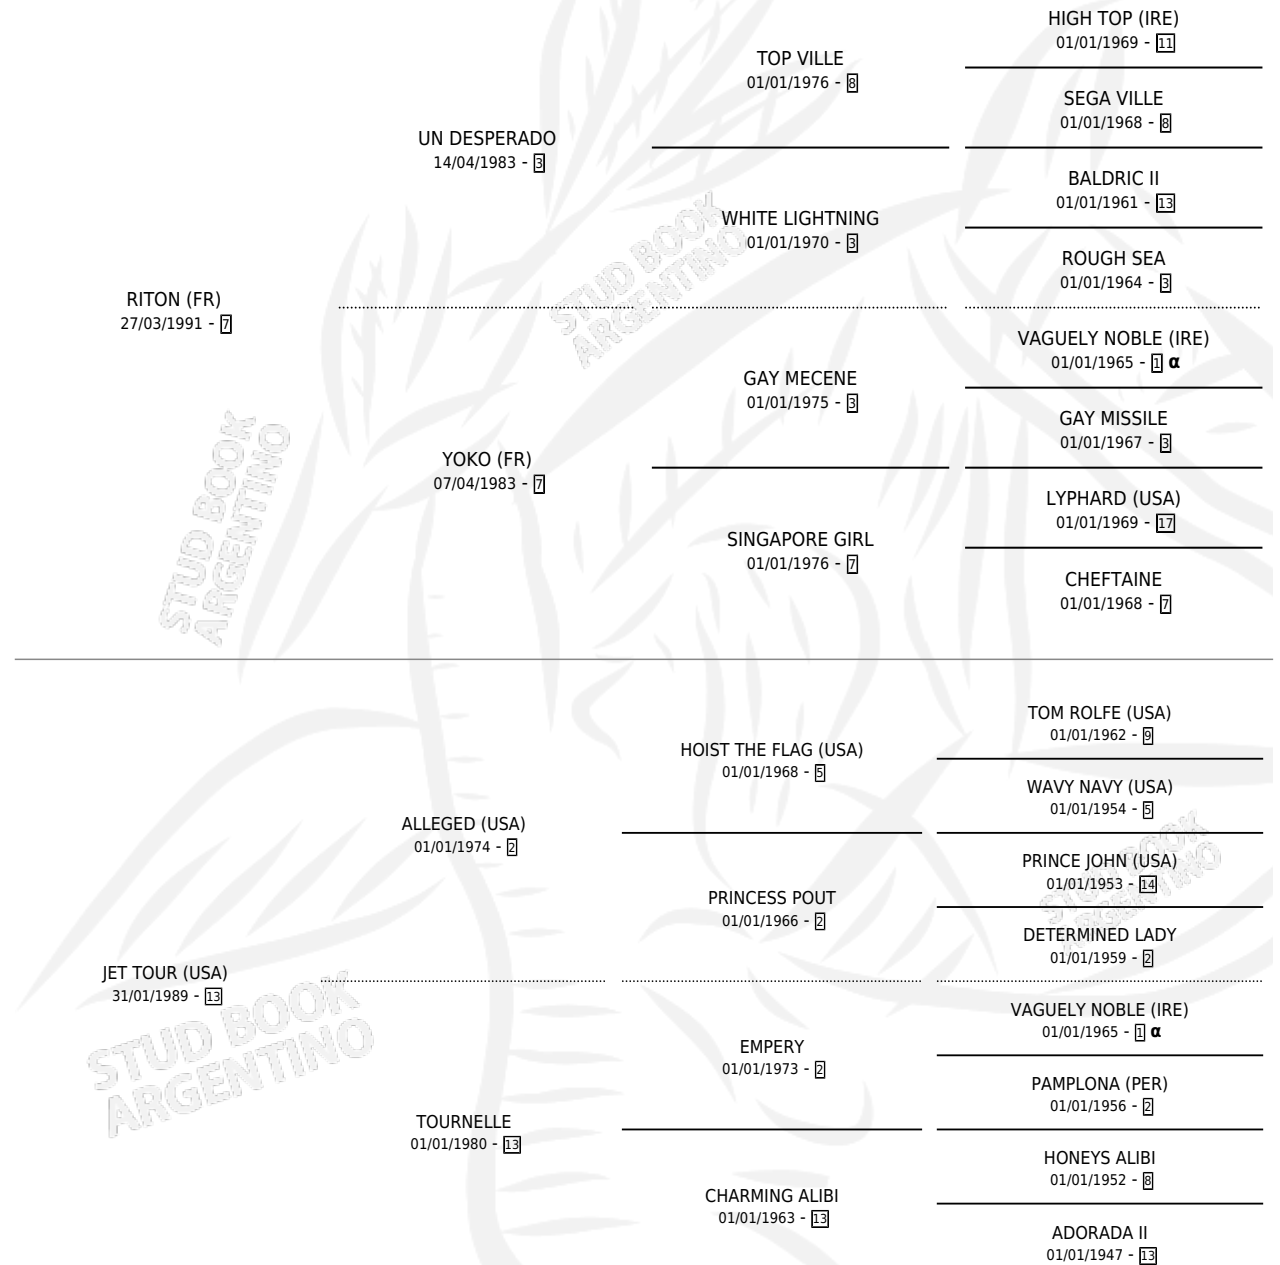 HIGH TOP (IRE)
01/01/1969 - 11
TOP VILLE
01/01/1976 - 8
SEGA VILLE
01/01/1968 - 8
UN DESPERADO
14/04/1983 - 3
BALDRIC II
01/01/1961 - 13
WHITE LIGHTNING
01/01/1970 - 3
ROUGH SEA
01/01/1964 - 3
RITON (FR)
27/03/1991 - 7
VAGUELY NOBLE (IRE)
01/01/1965 - 1 α
GAY MECENE
01/01/1975 - 3
GAY MISSILE
01/01/1967 - 3
YOKO (FR)
07/04/1983 - 7
LYPHARD (USA)
01/01/1969 - 17
SINGAPORE GIRL
01/01/1976 - 7
CHEFTAINE
01/01/1968 - 7
TOM ROLFE (USA)
01/01/1962 - 9
HOIST THE FLAG (USA)
01/01/1968 - 5
WAVY NAVY (USA)
01/01/1954 - 5
ALLEGED (USA)
01/01/1974 - 2
PRINCE JOHN (USA)
01/01/1953 - 14
PRINCESS POUT
01/01/1966 - 2
DETERMINED LADY
01/01/1959 - 2
JET TOUR (USA)
31/01/1989 - 13
VAGUELY NOBLE (IRE)
01/01/1965 - 1 α
EMPERY
01/01/1973 - 2
PAMPLONA (PER)
01/01/1956 - 2
TOURNELLE
01/01/1980 - 13
HONEYS ALIBI
01/01/1952 - 8
CHARMING ALIBI
01/01/1963 - 13
ADORADA II
01/01/1947 - 13
STUD BOOK
ARGENTINO
STUD BOOK
ARGENTINO
STUD BOOK
ARGENTINO
STUD BOOK
ARGENTINO